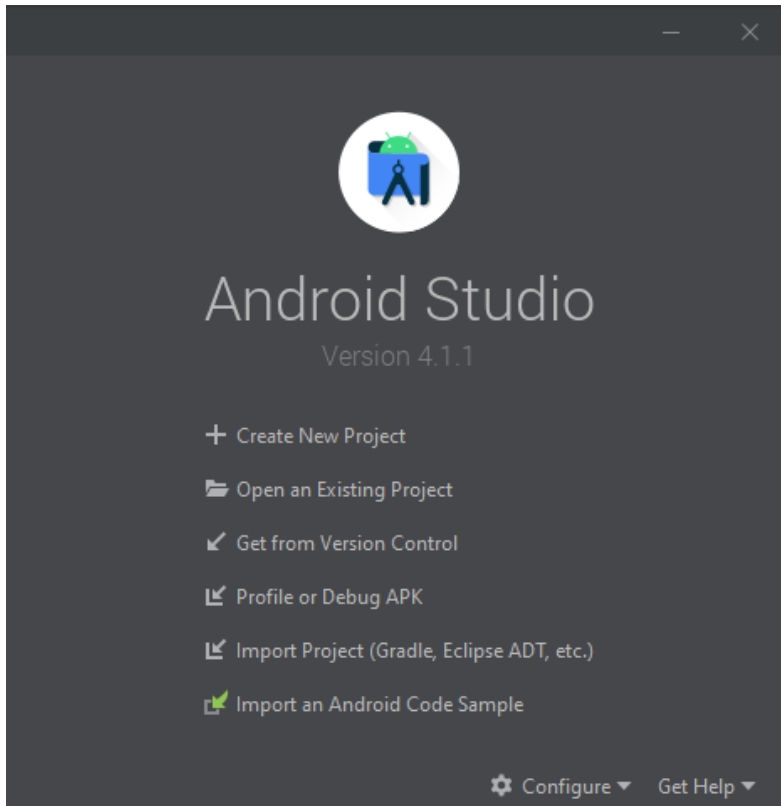 Android Studio
Version 4.1.1
Create New Project
Open an Existing Project
Get from Version Control
Profile or Debug APK
Import Project (Gradle, Eclipse ADT, etc.)
Import an Android Code Sample
Configure Get Help